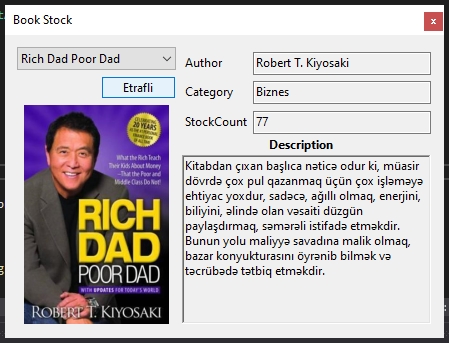 Book Stock
x
Rich Dad Poor Dad
Etrafli
Author
Robert T. Kiyosaki
Category
Biznes
StockCount
77
Description
Kitabdan çıxan başlıca nəticə odur ki, müasir
dövrdə çox pul qazanmaq üçün çox işləməyə
ehtiyac yoxdur, sadəcə, ağıllı olmaq, enerjini,
biliyini, əlində olan vəsaiti düzgün
paylaşdırmaq, səmərəli istifadə etməkdir.
Bunun yolu maliyyə savadına malik olmaq,
bazar konyukturasını öyrənib bilmək və
təcrübədə tətbiq etməkdir.
CELEBRATING
20 YEARS
AS THE #1 PERSONAL
FINANCE BOOK
OF ALL TIME
What the Rich Teach
Their Kids About Money
–That the Poor and
Middle Class Do Not!
RICH
DAD
POOR DAD
WITH UPDATES FOR TODAY'S WORLD
ROBERT T. KIYOSAKI